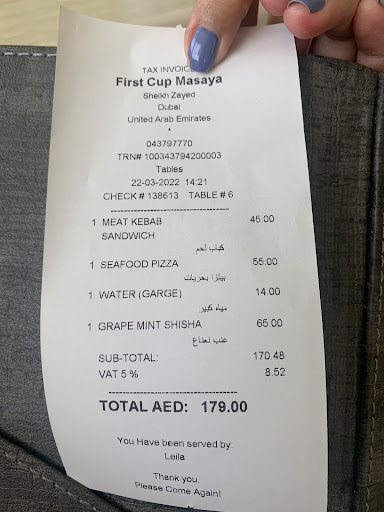 TAX INVOICE
First Cup Masaya
Sheikh Zayed
Dubai
United Arab Emirates
*
043797770
TRN# 100343794200003
Tables
22-03-2022 14:21
CHECK # 138613 TABLE # 6
1 MEAT KEBAB SANDWICH 45.00
كباب لحم
1 SEAFOOD PIZZA 55.00
بيتزا بحريات
1 WATER (GARGE) 14.00
مياه كبير
1 GRAPE MINT SHISHA 65.00
عنب نعناع
SUB-TOTAL: 170.48
VAT 5 % 8.52
TOTAL AED: 179.00
You Have been served by:
Leila
Thank you,
Please Come Again!